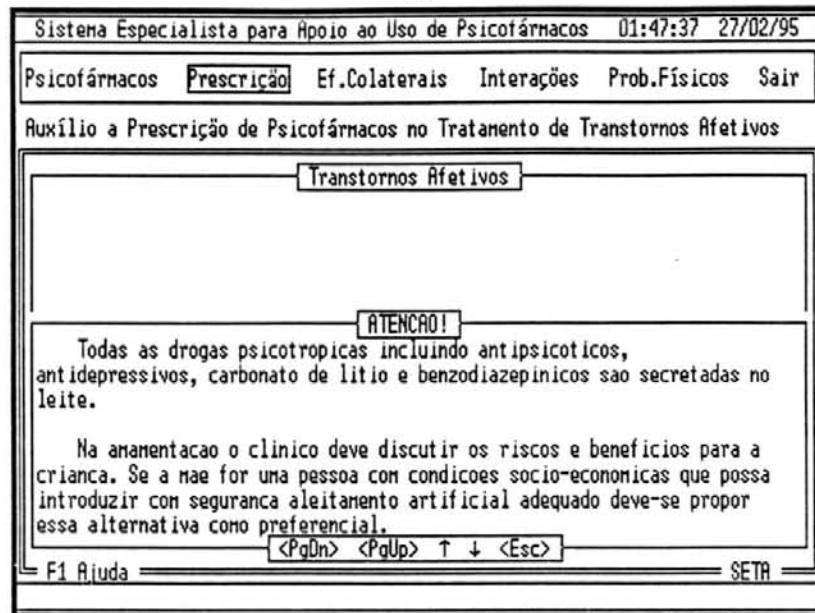 Sistema Especialista para Apoio ao Uso de Psicofármacos 01:47:37 27/02/95
Psicofármacos Prescrição Ef.Colaterais Interações Prob.Físicos Sair
Auxílio a Prescrição de Psicofármacos no Tratamento de Transtornos Afetivos
Transtornos Afetivos
ATENCAO!
Todas as drogas psicotropicas incluindo antipsicoticos,
antidepressivos, carbonato de litio e benzodiazepinicos sao secretadas no
leite.
Na amamentacao o clinico deve discutir os riscos e beneficios para a
crianca. Se a mae for uma pessoa com condicoes socio-economicas que possa
introduzir com seguranca aleitamento artificial adequado deve-se propor
essa alternativa como preferencial.
<PgDn> <PgUp> ↑ ↓ <Esc>
F1 Ajuda SETA